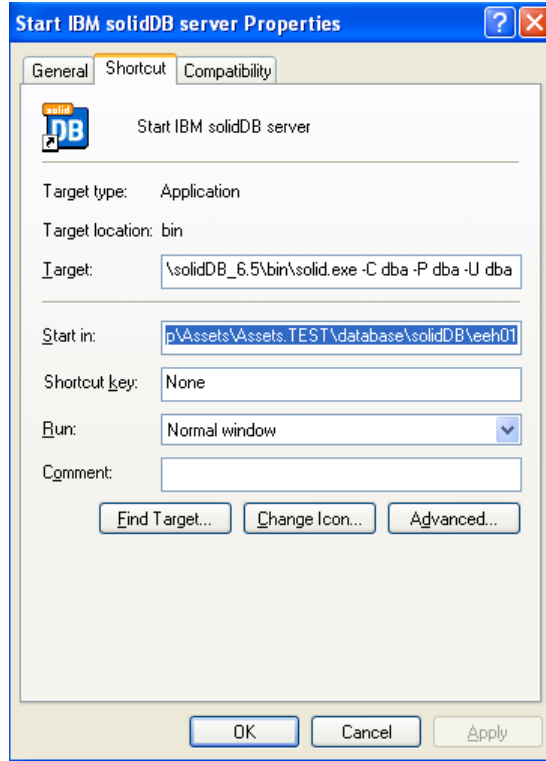 Start IBM solidDB server Properties
General Shortcut Compatibility
solid
DB
Start IBM solidDB server
Target type: Application
Target location: bin
Target: \solidDB_6.5\bin\solid.exe -C dba -P dba -U dba
Start in: p\Assets\Assets.TEST\database\solidDB\eeh01
Shortcut key: None
Run: Normal window
Comment:
Find Target... Change Icon... Advanced...
OK Cancel Apply